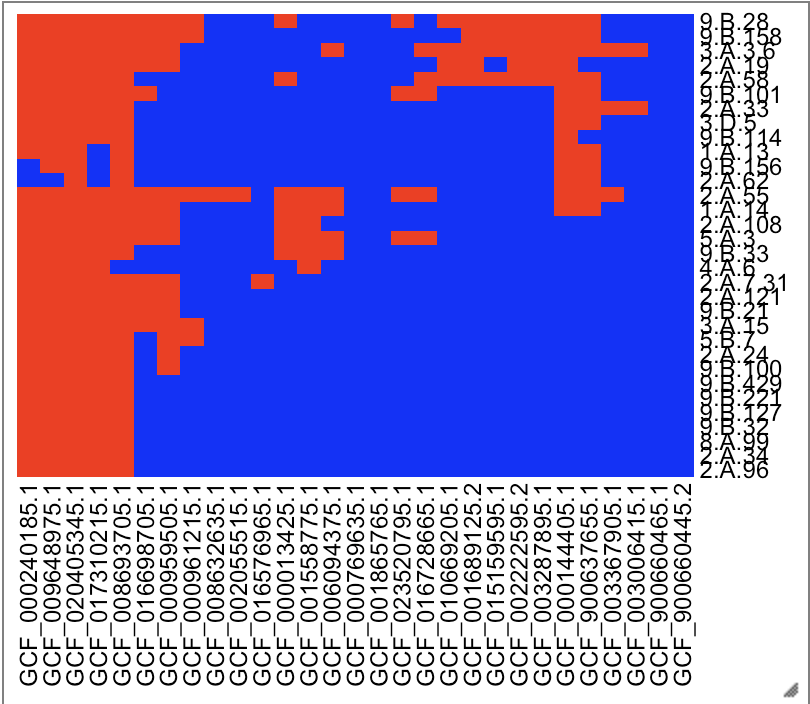 9.B.28
9.B.158
3.A.3.6
2.A.19
2.A.58
9.B.101
2.A.33
3.D.5
9.B.114
1.A.13
9.B.156
2.A.62
2.A.55
1.A.14
2.A.108
5.A.3
9.B.33
4.A.6
2.A.7.31
2.A.121
9.B.21
3.A.15
5.B.7
2.A.24
9.B.100
9.B.429
9.B.221
9.B.127
9.B.32
8.A.99
2.A.34
2.A.96
GCF_000240185.1
GCF_009648975.1
GCF_020405345.1
GCF_017310215.1
GCF_008693705.1
GCF_016698705.1
GCF_000959505.1
GCF_000961215.1
GCF_008632635.1
GCF_002055515.1
GCF_016576965.1
GCF_000013425.1
GCF_001558775.1
GCF_006094375.1
GCF_000769635.1
GCF_001865765.1
GCF_023520795.1
GCF_016728665.1
GCF_010669205.1
GCF_001689125.2
GCF_015159595.1
GCF_002222595.2
GCF_003287895.1
GCF_000144405.1
GCF_900637655.1
GCF_003367905.1
GCF_003006415.1
GCF_900660465.1
GCF_900660445.2